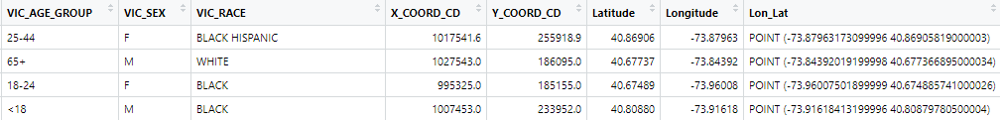 VIC_AGE_GROUP VIC_SEX VIC_RACE X_COORD_CD Y_COORD_CD Latitude Longitude Lon_Lat
25-44 F BLACK HISPANIC 1017541.6 255918.9 40.86906 -73.87963 POINT (-73.87963173099996 40.86905819000003)
65+ M WHITE 1027543.0 186095.0 40.67737 -73.84392 POINT (-73.84392019199998 40.677366895000034)
18-24 F BLACK 995325.0 185155.0 40.67489 -73.96008 POINT (-73.96007501899999 40.674885741000026)
<18 M BLACK 1007453.0 233952.0 40.80880 -73.91618 POINT (-73.91618413199996 40.80879780500004)